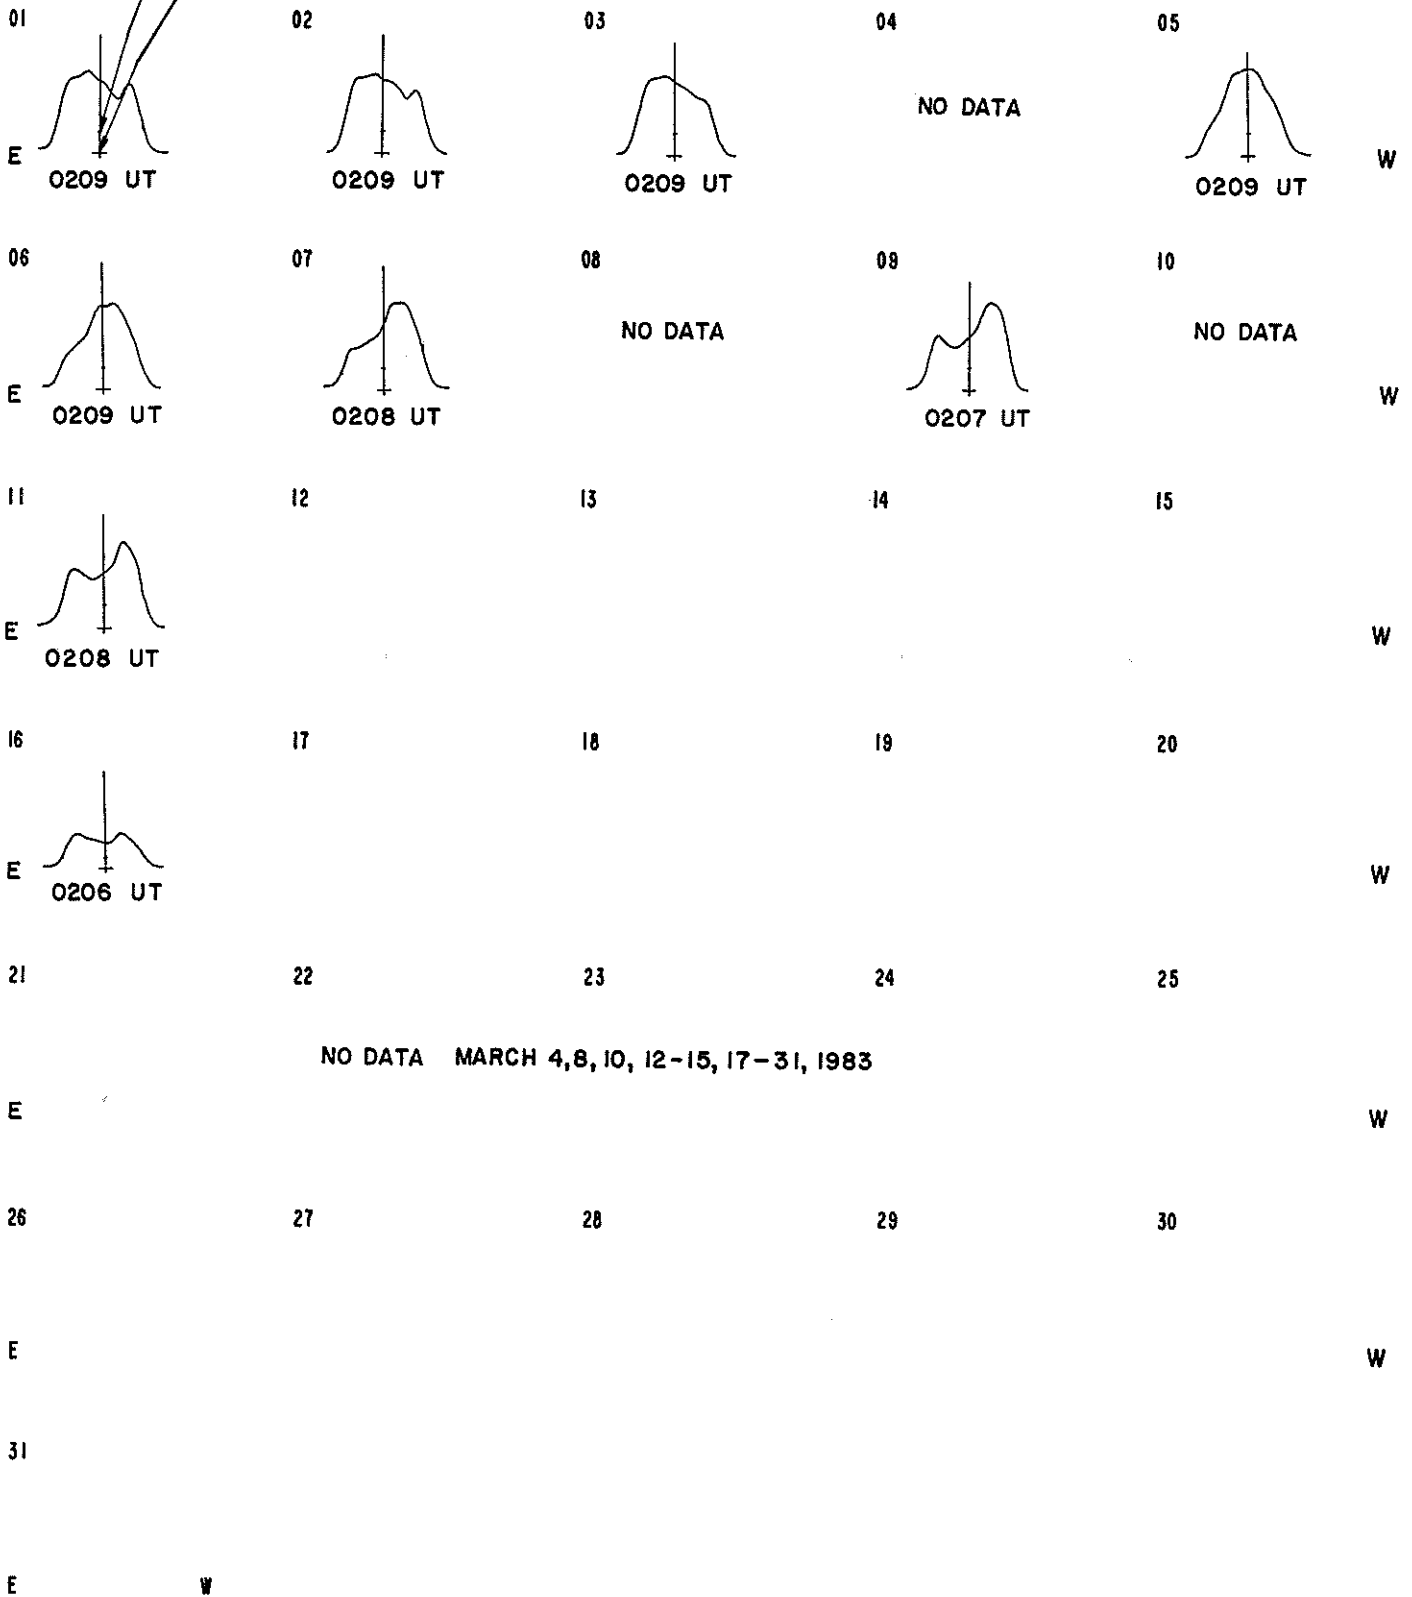 01 02 03 04 05
NO DATA
E W
0209 UT 0209 UT 0209 UT 0209 UT
06 07 08 09 10
NO DATA NO DATA
E W
0209 UT 0208 UT 0207 UT
11 12 13 14 15
E W
0208 UT
16 17 18 19 20
E W
0206 UT
21 22 23 24 25
NO DATA MARCH 4,8,10, 12-15, 17-31, 1983
E W
26 27 28 29 30
E W
31
E W